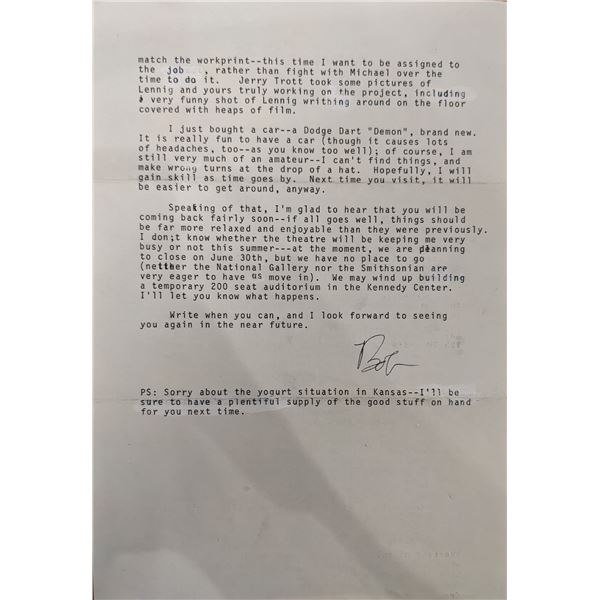 match the workprint--this time I want to be assigned to
the job , rather than fight with Michael over the
time to do it. Jerry Trott took some pictures of
Lennig and yours truly working on the project, including
a very funny shot of Lennig writhing around on the floor
covered with heaps of film.
I just bought a car--a Dodge Dart "Demon", brand new.
It is really fun to have a car (though it causes lots
of headaches, too--as you know too well); of course, I am
still very much of an amateur--I can't find things, and
make wrong turns at the drop of a hat. Hopefully, I will
gain skill as time goes by. Next time you visit, it will
be easier to get around, anyway.
Speaking of that, I'm glad to hear that you will be
coming back fairly soon--if all goes well, things should
be far more relaxed and enjoyable than they were previously.
I don;t know whether the theatre will be keeping me very
busy or not this summer---at the moment, we are planning
to close on June 30th, but we have no place to go
(neither the National Gallery nor the Smithsonian are
very eager to have us move in). We may wind up building
a temporary 200 seat auditorium in the Kennedy Center.
I'll let you know what happens.
Write when you can, and I look forward to seeing
you again in the near future.
Bob
PS: Sorry about the yogurt situation in Kansas--I'll be
sure to have a plentiful supply of the good stuff on hand
for you next time.